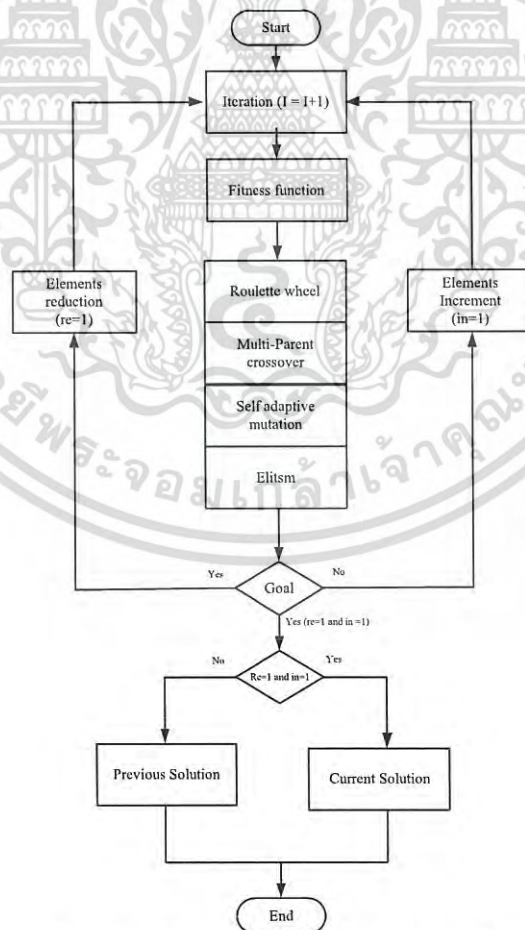 Start
Iteration (I = I+1)
Fitness function
Elements
reduction
(re=1)
Elements
Increment
(in=1)
Roulette wheel
Multi-Parent
crossover
Self adaptive
mutation
Elitsm
Yes
Goal
No
Yes (re=1 and in =1)
No
Re=1 and in=1
Yes
Previous Solution
Current Solution
End